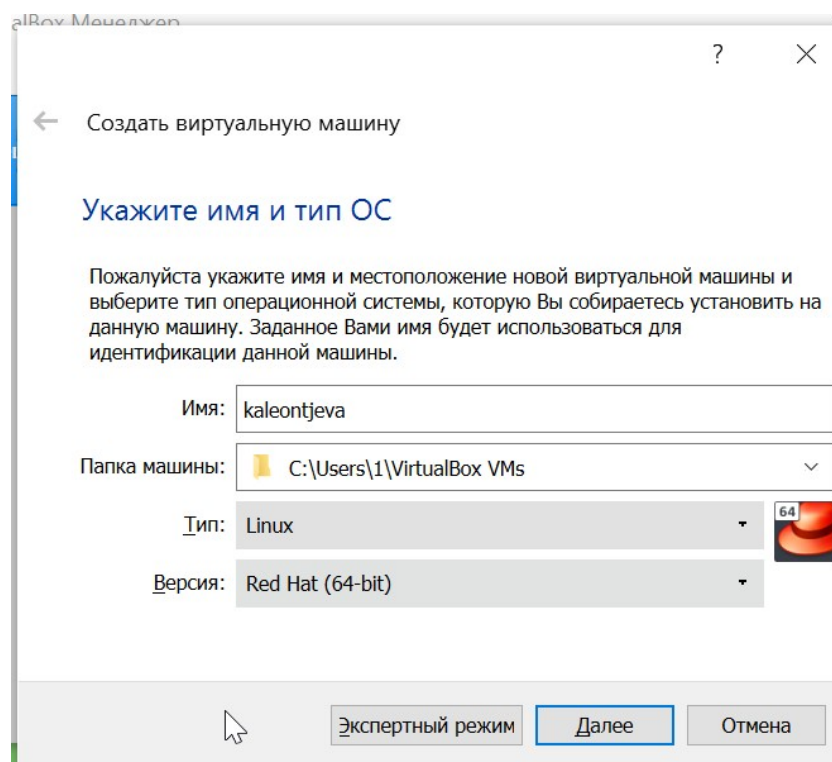 alBox Менеджер
?
Создать виртуальную машину
Укажите имя и тип ОС
Пожалуйста укажите имя и местоположение новой виртуальной машины и
выберите тип операционной системы, которую Вы собираетесь установить на
данную машину. Заданное Вами имя будет использоваться для
идентификации данной машины.
Имя: kaleontjeva
Папка машины: C:\Users\1\VirtualBox VMs
Тип: Linux
64
Версия: Red Hat (64-bit)
Экспертный режим Далее Отмена